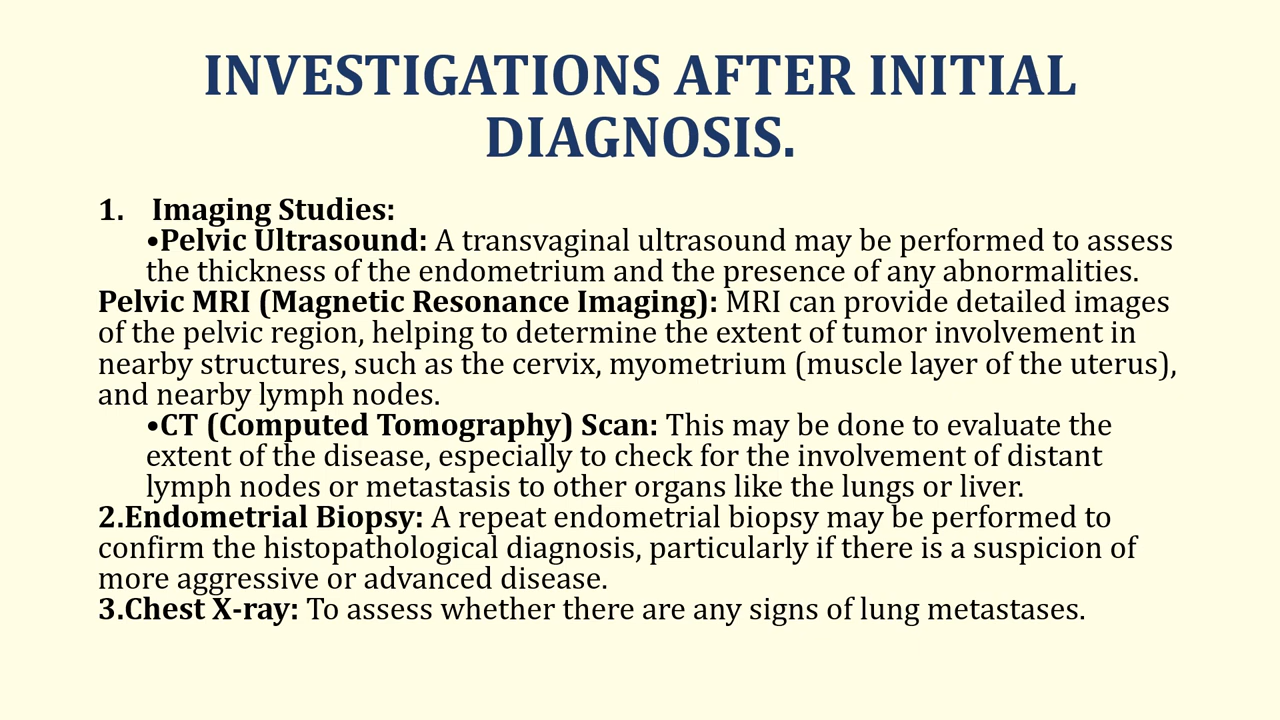 INVESTIGATIONS AFTER INITIAL
DIAGNOSIS.
1. Imaging Studies:
•Pelvic Ultrasound: A transvaginal ultrasound may be performed to assess
the thickness of the endometrium and the presence of any abnormalities.
Pelvic MRI (Magnetic Resonance Imaging): MRI can provide detailed images
of the pelvic region, helping to determine the extent of tumor involvement in
nearby structures, such as the cervix, myometrium (muscle layer of the uterus),
and nearby lymph nodes.
•CT (Computed Tomography) Scan: This may be done to evaluate the
extent of the disease, especially to check for the involvement of distant
lymph nodes or metastasis to other organs like the lungs or liver.
2.Endometrial Biopsy: A repeat endometrial biopsy may be performed to
confirm the histopathological diagnosis, particularly if there is a suspicion of
more aggressive or advanced disease.
3.Chest X-ray: To assess whether there are any signs of lung metastases.